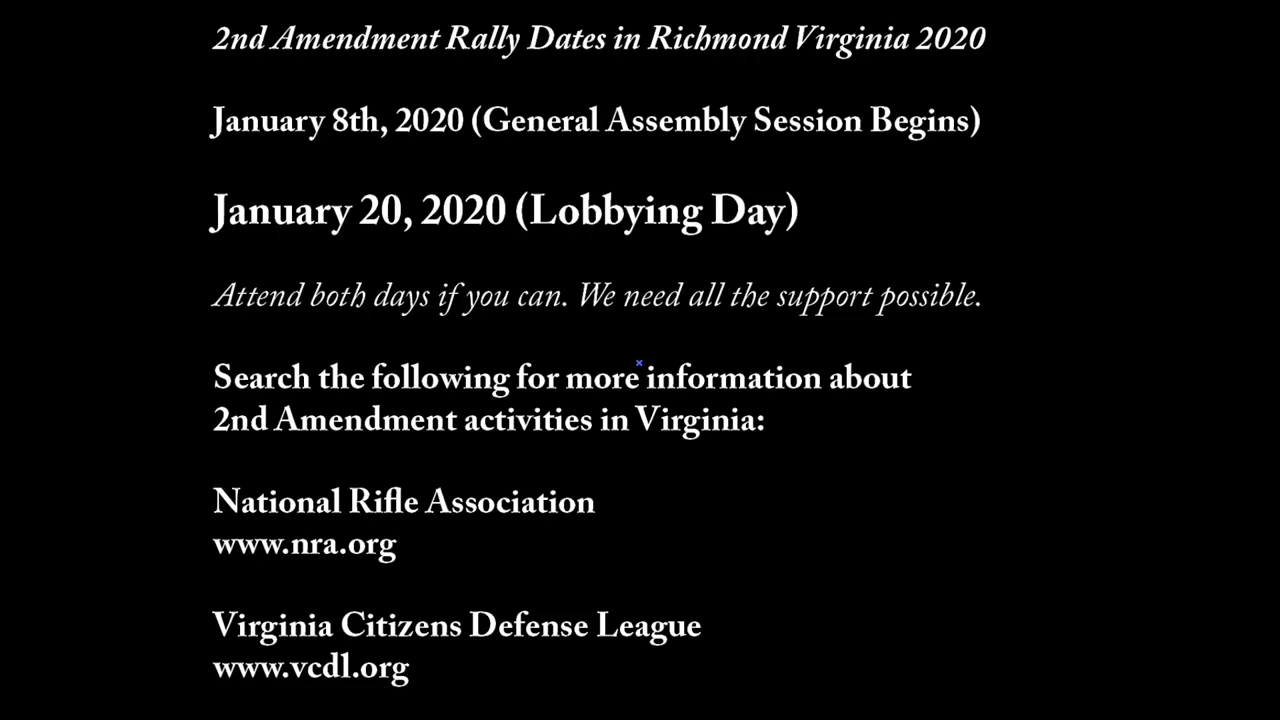 2nd Amendment Rally Dates in Richmond Virginia 2020
January 8th, 2020 (General Assembly Session Begins)
January 20, 2020 (Lobbying Day)
Attend both days if you can. We need all the support possible.
Search the following for more information about
2nd Amendment activities in Virginia:
National Rifle Association
www.nra.org
Virginia Citizens Defense League
www.vcdl.org